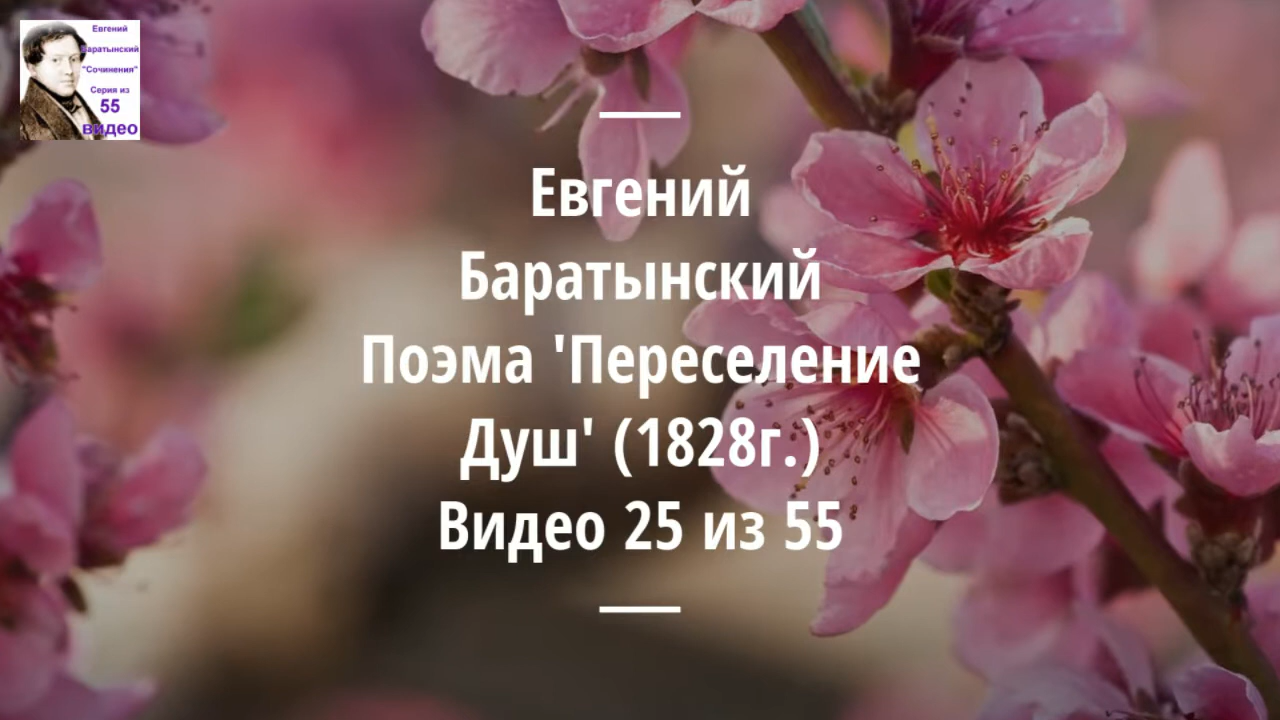 Евгений
Баратынский
"Сочинения"
Серия из
55
видео
Евгений
Баратынский
Поэма 'Переселение
Душ' (1828г.)
Видео 25 из 55